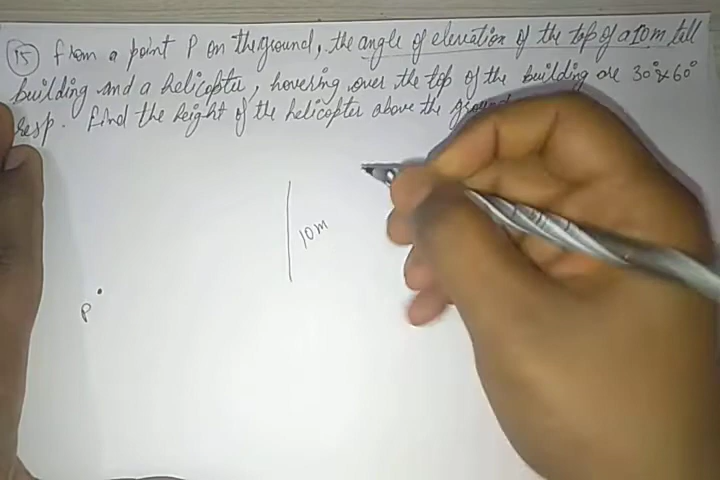 15 from a point P on the ground, the angle of elevation of the top of a 10m tall
building and a helicopter, hovering over the top of the building are 30° & 60°
resp. find the height of the helicopter above the ground
10m
P